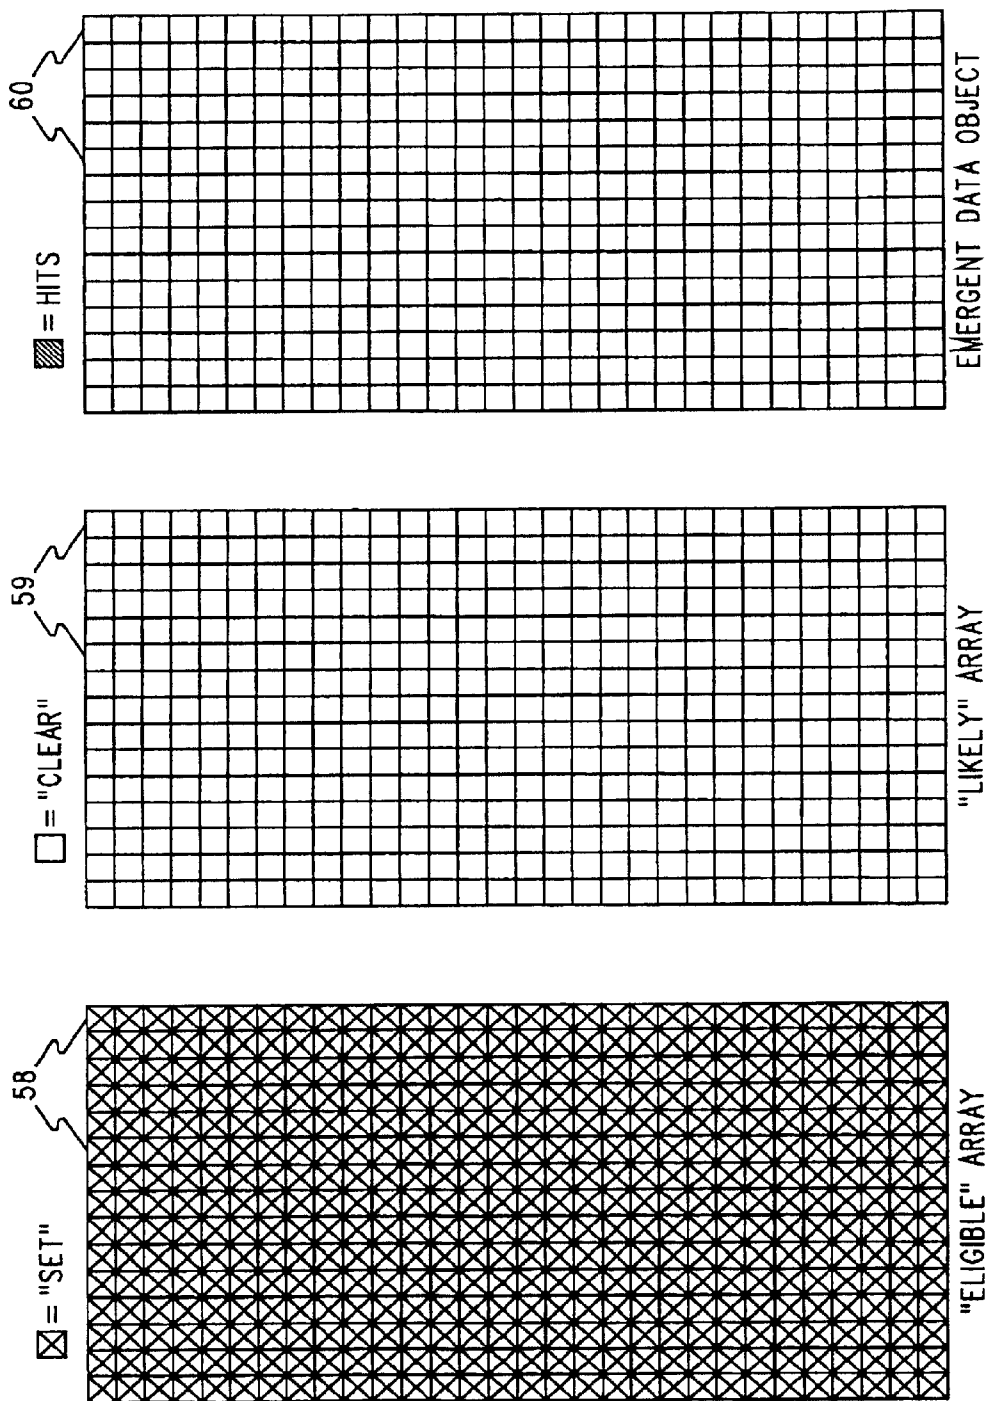 58
= "SET"
"ELIGIBLE" ARRAY
59
= "CLEAR"
"LIKELY" ARRAY
60
= HITS
EMERGENT DATA OBJECT